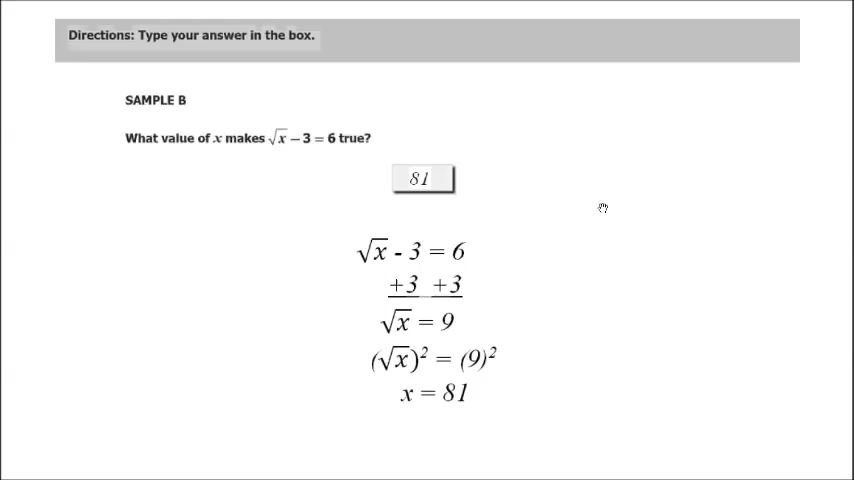 Directions: Type your answer in the box.
SAMPLE B
What value of x makes √x − 3 = 6 true?
81
√x - 3 = 6
+3 +3
√x = 9
(√x)² = (9)²
x = 81